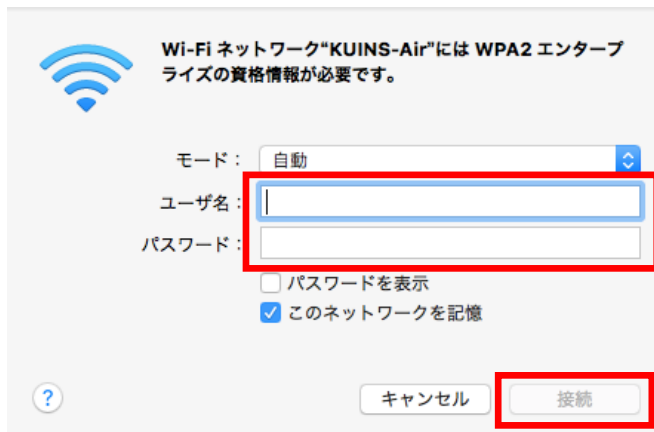 Wi-Fi ネットワーク“KUINS-Air”には WPA2 エンタープ
ライズの資格情報が必要です。
モード：
自動
ユーザ名：
パスワード：
パスワードを表示
このネットワークを記憶
?
キャンセル
接続